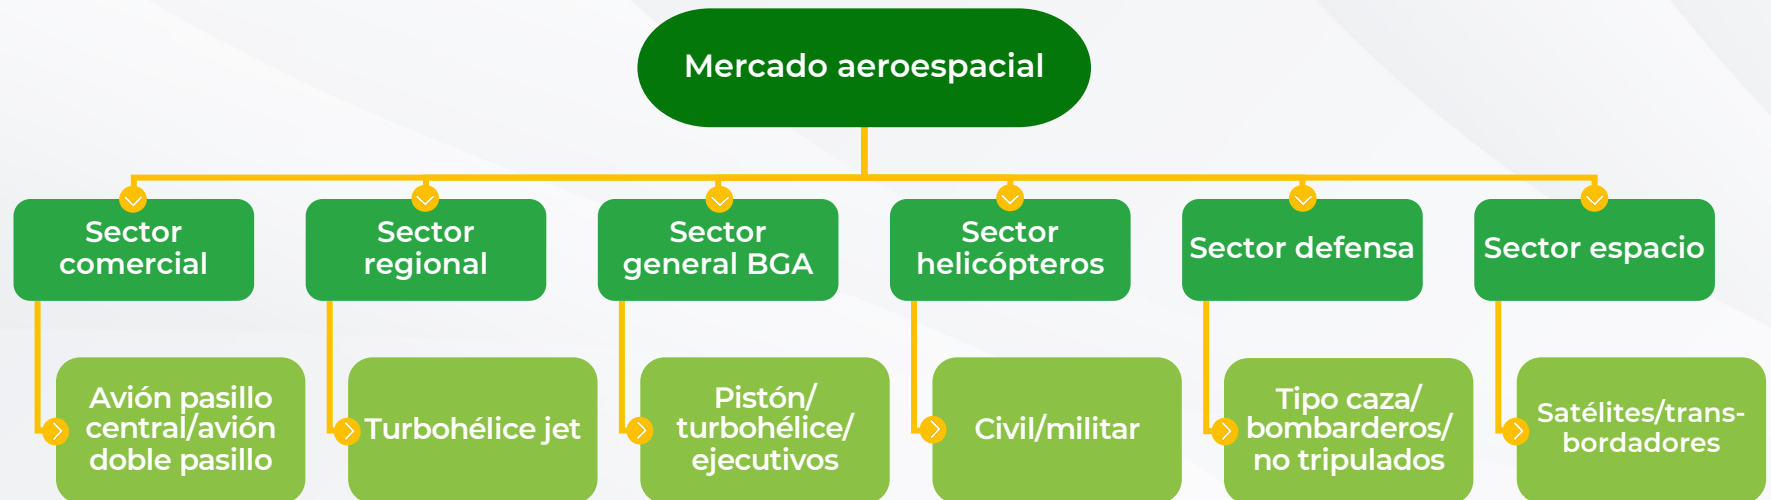 Mercado aeroespacial
Sector
comercial
Sector
regional
Sector
general BGA
Sector
helicópteros
Sector defensa
Sector espacio
Avión pasillo
central/avión
doble pasillo
Turbohélice jet
Pistón/
turbohélice/
ejecutivos
Civil/militar
Tipo caza/
bombarderos/
no tripulados
Satélites/trans-
bordadores